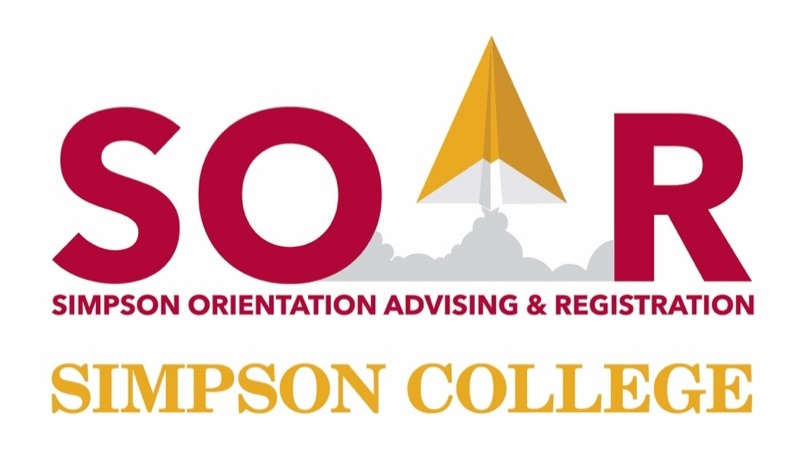 SOAR
SIMPSON ORIENTATION ADVISING & REGISTRATION
SIMPSON COLLEGE